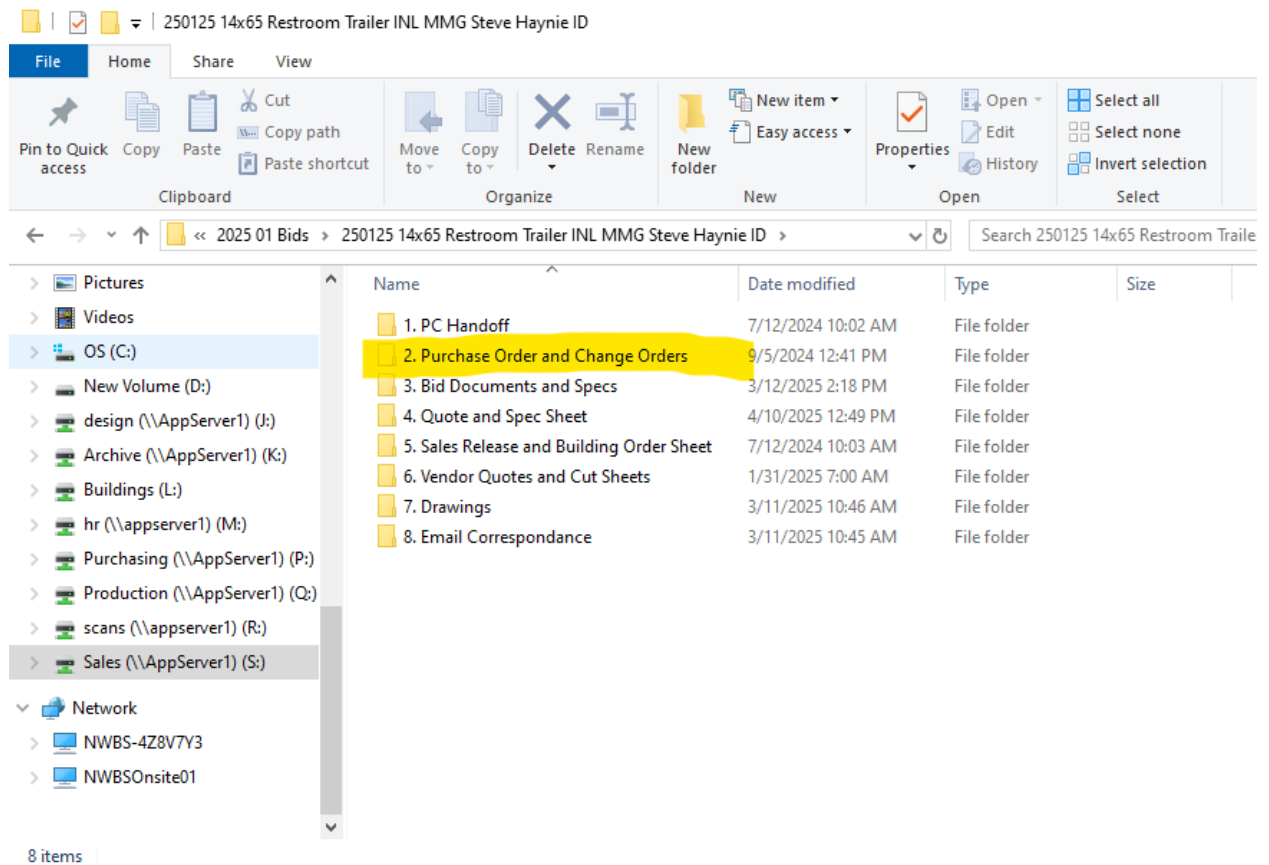 250125 14x65 Restroom Trailer INL MMG Steve Haynie ID
File Home Share View
Pin to Quick access
Copy
Paste
Cut
Copy path
Paste shortcut
Move to
Copy to
Delete
Rename
New folder
New item
Easy access
Properties
Open
Edit
History
Select all
Select none
Invert selection
Clipboard Organize New Open Select
« 2025 01 Bids › 250125 14x65 Restroom Trailer INL MMG Steve Haynie ID ›
Search 250125 14x65 Restroom Traile
Pictures
Videos
OS (C:)
New Volume (D:)
design (\\AppServer1) (J:)
Archive (\\AppServer1) (K:)
Buildings (L:)
hr (\\appserver1) (M:)
Purchasing (\\AppServer1) (P:)
Production (\\AppServer1) (Q:)
scans (\\appserver1) (R:)
Sales (\\AppServer1) (S:)
Network
NWBS-4Z8V7Y3
NWBSOnsite01
Name Date modified Type Size
1. PC Handoff 7/12/2024 10:02 AM File folder
2. Purchase Order and Change Orders 9/5/2024 12:41 PM File folder
3. Bid Documents and Specs 3/12/2025 2:18 PM File folder
4. Quote and Spec Sheet 4/10/2025 12:49 PM File folder
5. Sales Release and Building Order Sheet 7/12/2024 10:03 AM File folder
6. Vendor Quotes and Cut Sheets 1/31/2025 7:00 AM File folder
7. Drawings 3/11/2025 10:46 AM File folder
8. Email Correspondance 3/11/2025 10:45 AM File folder
8 items